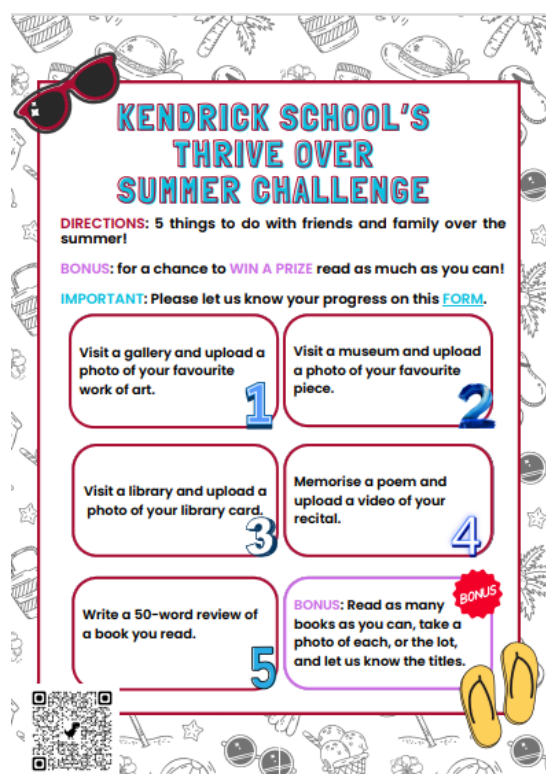 KENDRICK SCHOOL'S
THRIVE OVER
SUMMER CHALLENGE
DIRECTIONS: 5 things to do with friends and family over the
summer!
BONUS: for a chance to WIN A PRIZE read as much as you can!
IMPORTANT: Please let us know your progress on this FORM.
Visit a gallery and upload a
photo of your favourite
work of art.
1
Visit a museum and upload
a photo of your favourite
piece.
2
Visit a library and upload a
photo of your library card.
3
Memorise a poem and
upload a video of your
recital.
4
Write a 50-word review of
a book you read.
5
BONUS
BONUS: Read as many
books as you can, take a
photo of each, or the lot,
and let us know the titles.